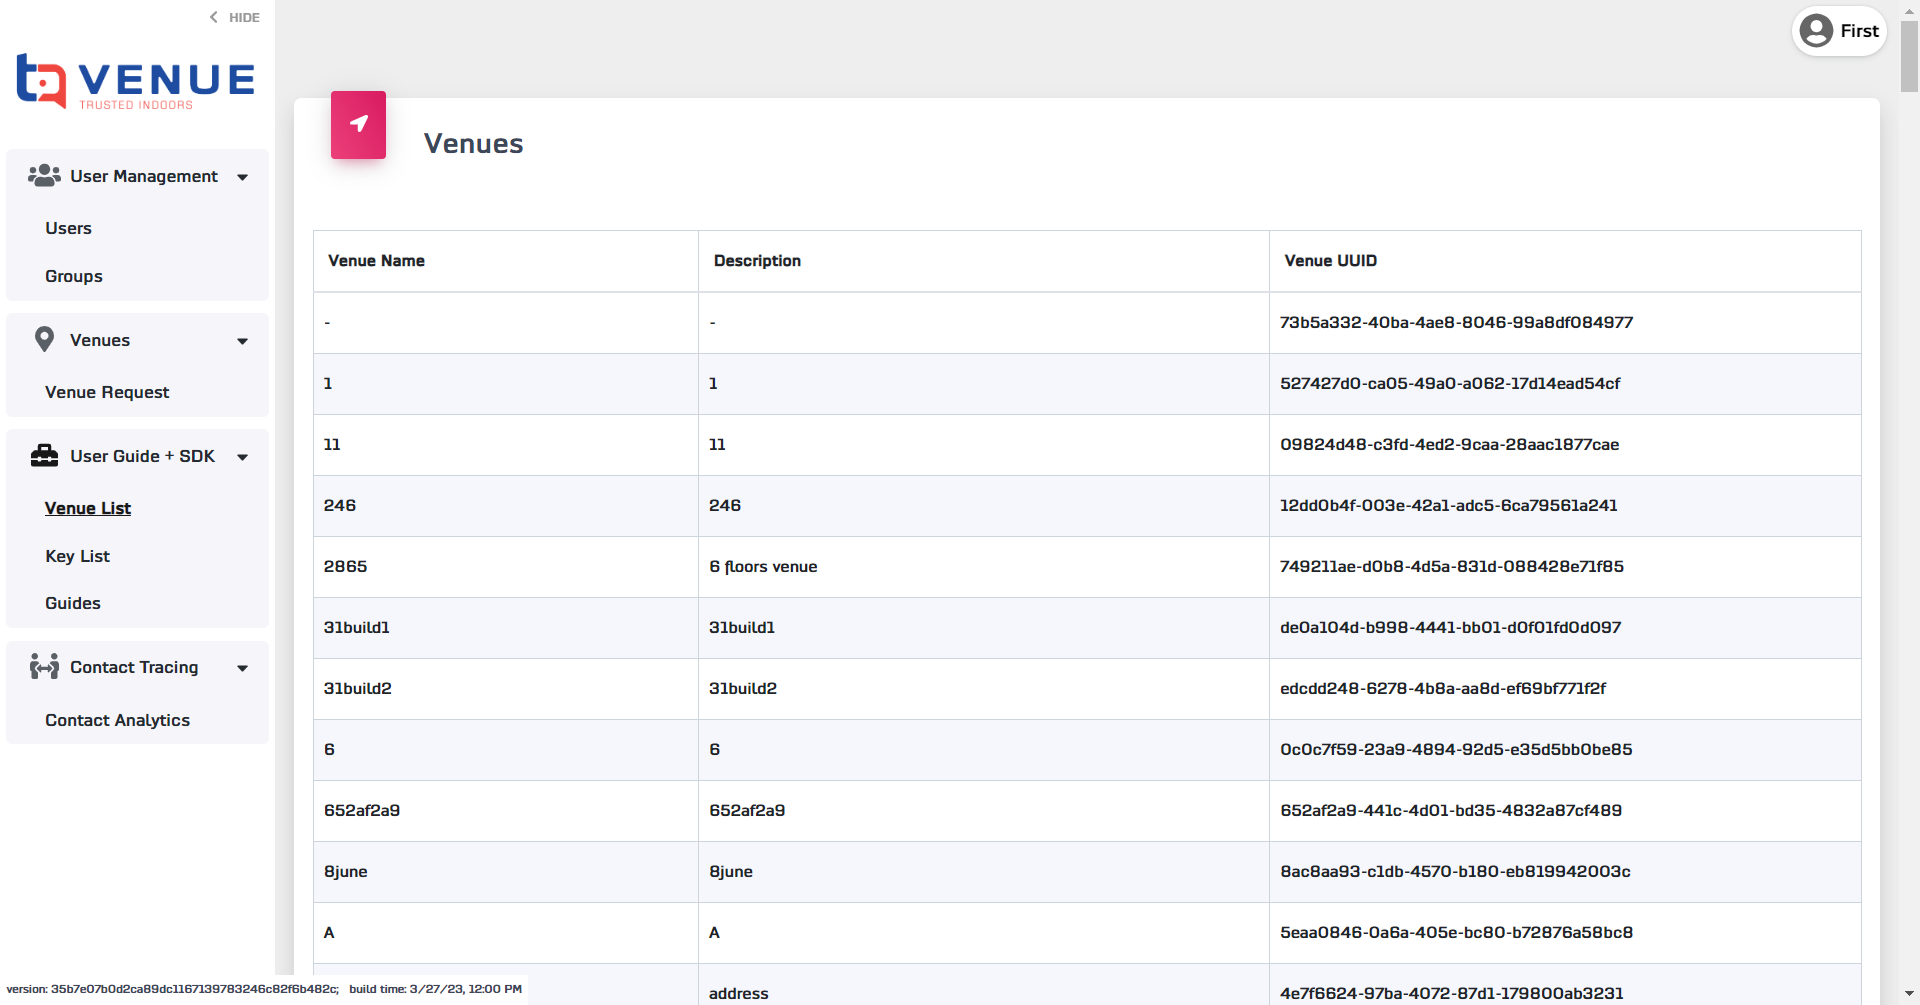 HIDE
VENUE
TRUSTED INDOORS
User Management
Users
Groups
Venues
Venue Request
User Guide + SDK
Venue List
Key List
Guides
Contact Tracing
Contact Analytics
First
Venues
Venue Name Description Venue UUID
- - 73b5a332-40ba-4ae8-8046-99a8df084977
1 1 527427d0-ca05-49a0-a062-17d14ead54cf
11 11 09824d48-c3fd-4ed2-9caa-28aac1877cae
246 246 12dd0b4f-003e-42a1-adc5-6ca79561a241
2865 6 floors venue 749211ae-d0b8-4d5a-831d-088428e71f85
31build1 31build1 de0a104d-b998-4441-bb01-d0f01fd0d097
31build2 31build2 edcdd248-6278-4b8a-aa8d-ef69bf771f2f
6 6 0c0c7f59-23a9-4894-92d5-e35d5bb0be85
652af2a9 652af2a9 652af2a9-441c-4d01-bd35-4832a87cf489
8june 8june 8ac8aa93-c1db-4570-b180-eb819942003c
A A 5eaa0846-0a6a-405e-bc80-b72876a58bc8
address 4e7f6624-97ba-4072-87d1-179800ab3231
version: 35b7e07b0d2ca89dc1167139783246c82f6b482c; build time: 3/27/23, 12:00 PM